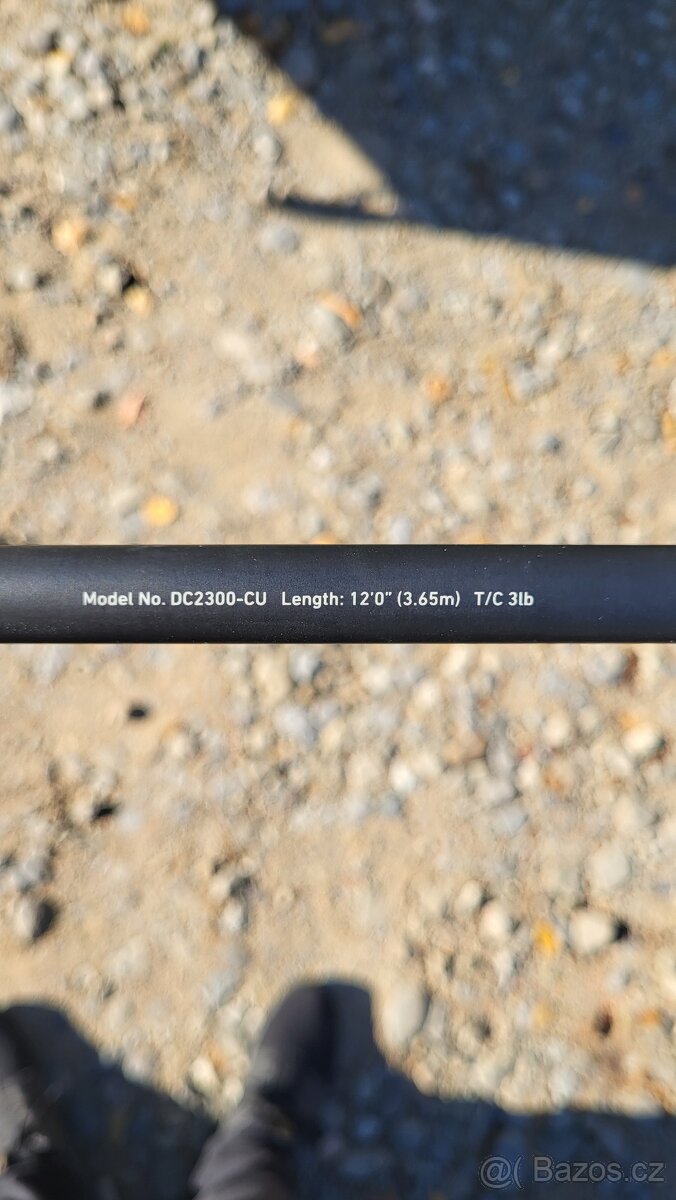 Model No. DC2300-CU Length: 12'0" (3.65m) T/C 3lb
@( Bazos.cz